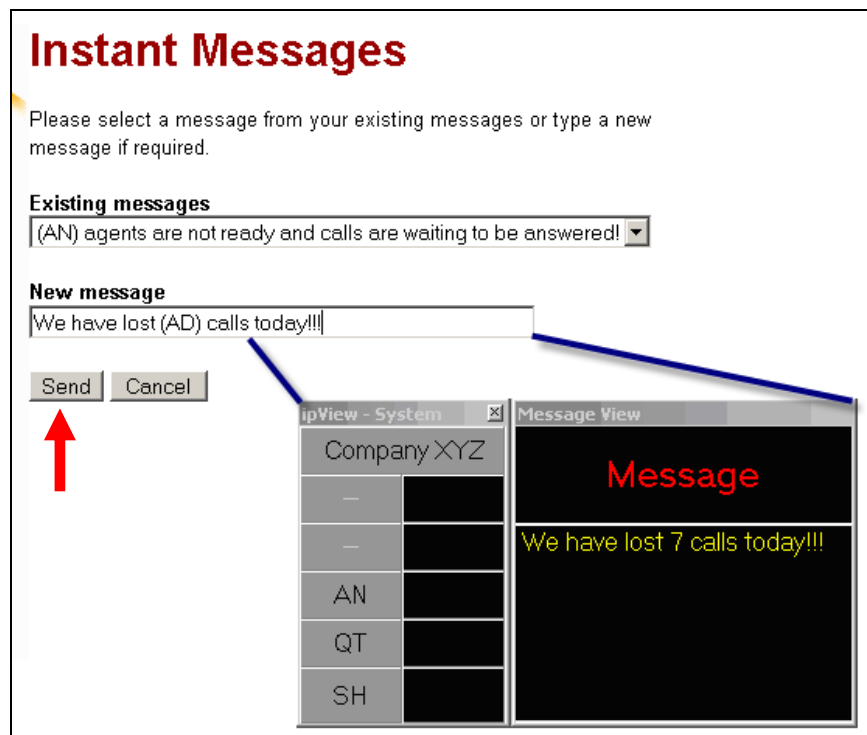 Instant Messages
Please select a message from your existing messages or type a new
message if required.
Existing messages
(AN) agents are not ready and calls are waiting to be answered!
New message
We have lost (AD) calls today!!!
Send Cancel
ipView - System
Company XYZ
—
—
AN
QT
SH
Message View
Message
We have lost 7 calls today!!!